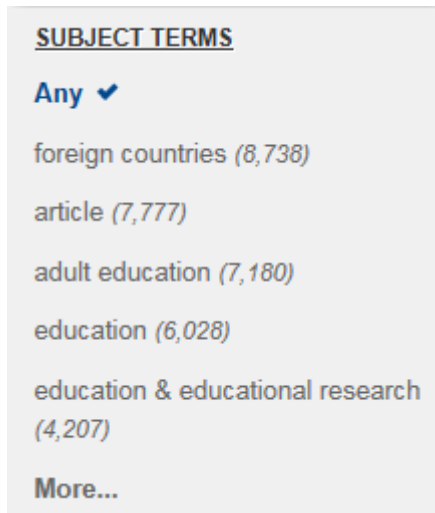 SUBJECT TERMS
Any ✔
foreign countries (8,738)
article (7,777)
adult education (7,180)
education (6,028)
education & educational research
(4,207)
More...